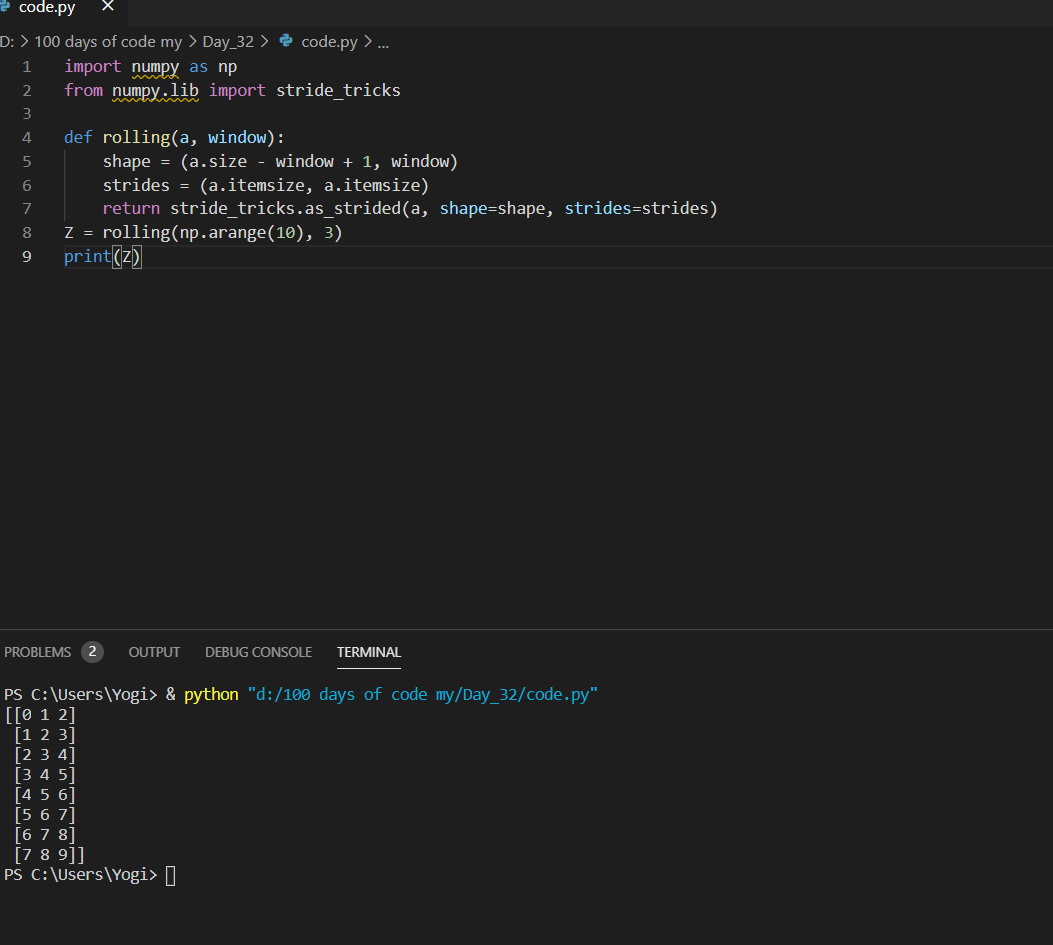 code.py ×
D: > 100 days of code my > Day_32 > code.py > ...
1 import numpy as np
2 from numpy.lib import stride_tricks
3
4 def rolling(a, window):
5     shape = (a.size - window + 1, window)
6     strides = (a.itemsize, a.itemsize)
7     return stride_tricks.as_strided(a, shape=shape, strides=strides)
8 Z = rolling(np.arange(10), 3)
9 print(Z)
PROBLEMS 2 OUTPUT DEBUG CONSOLE TERMINAL
PS C:\Users\Yogi> & python "d:/100 days of code my/Day_32/code.py"
[[0 1 2]
 [1 2 3]
 [2 3 4]
 [3 4 5]
 [4 5 6]
 [5 6 7]
 [6 7 8]
 [7 8 9]]
PS C:\Users\Yogi>